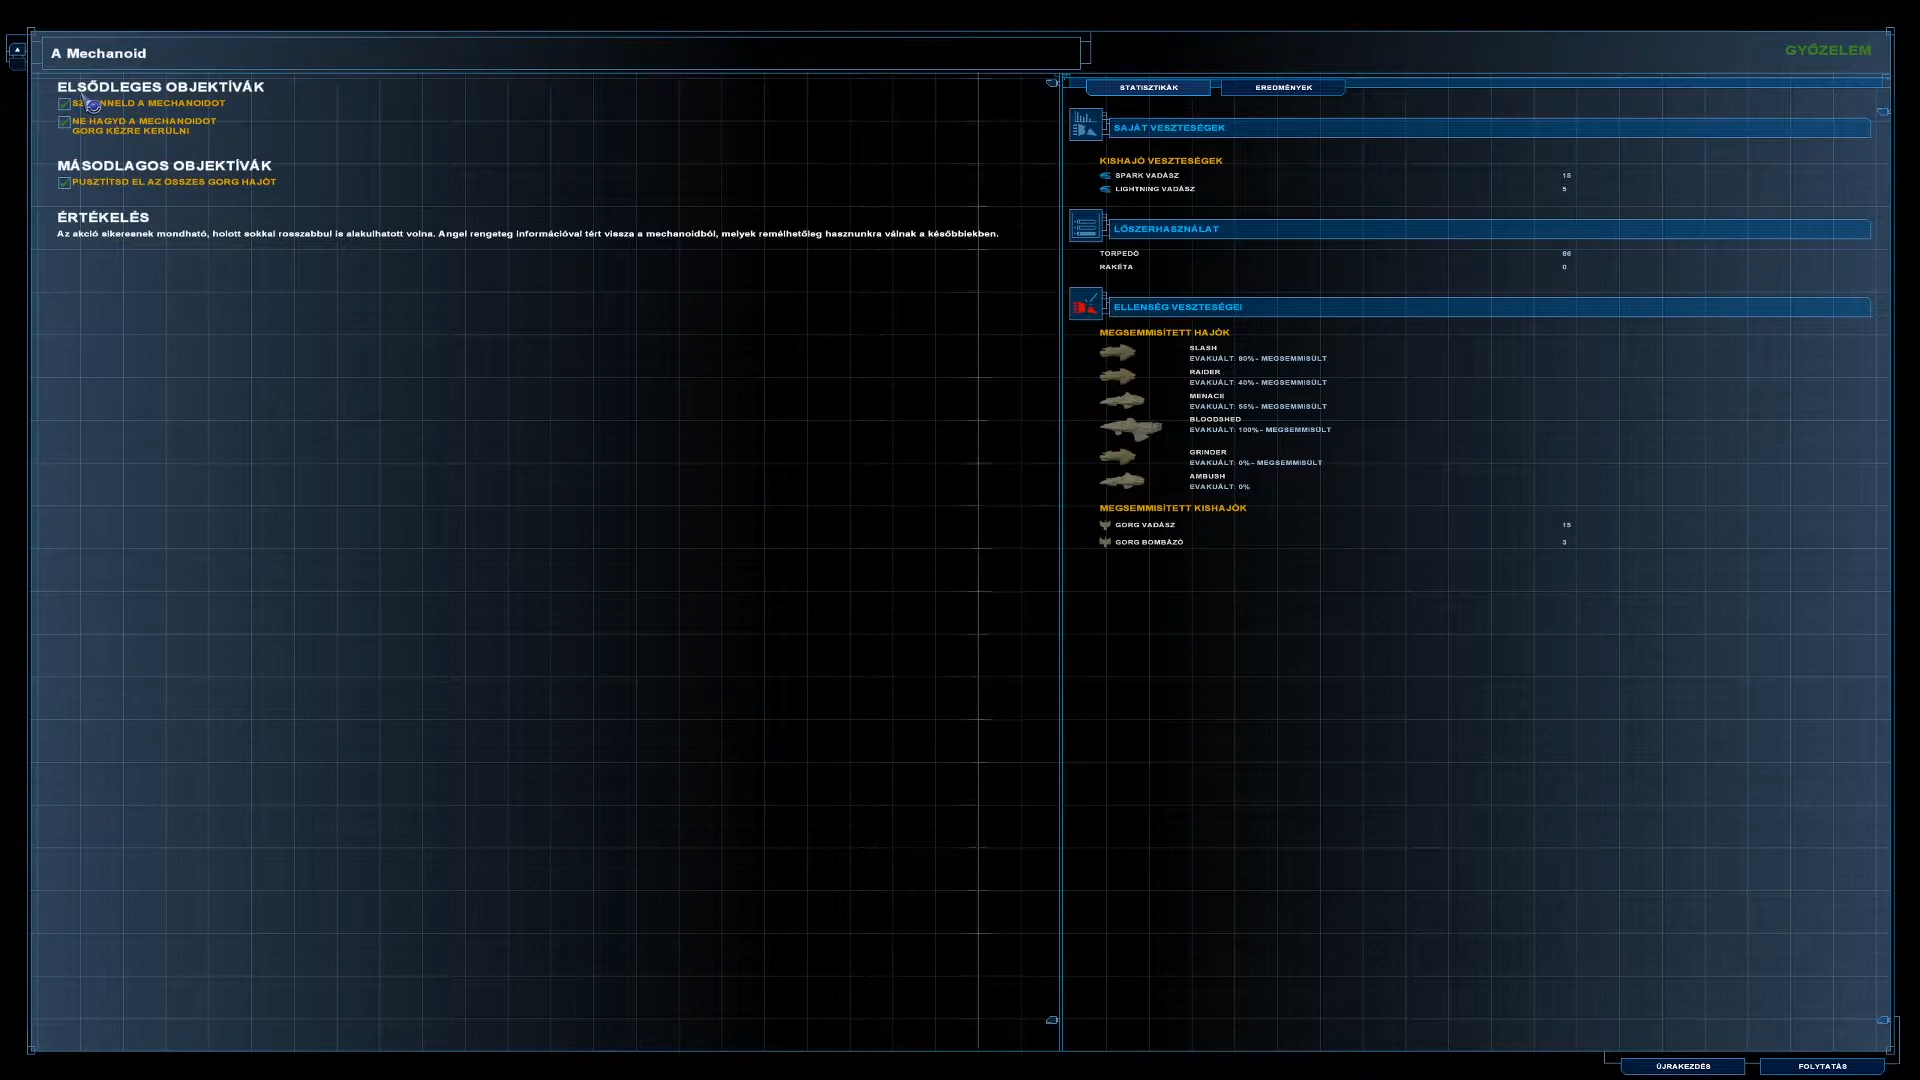 A Mechanoid
GYŐZELEM
ELSŐDLEGES OBJEKTÍVÁK
A MECHANOIDOT
NE HAGYD A MECHANOIDOT
GORG KÉZRE KERÜLNI
MÁSODLAGOS OBJEKTÍVÁK
PUSZTÍTSD EL AZ ÖSSZES GORG HAJÓT
ÉRTÉKELÉS
Az akció sikeresnek mondható, holott sokkal rosszabbul is alakulhatott volna. Angel rengeteg információval tért vissza a mechanoidból, melyek remélhetőleg hasznunkra válnak a későbbiekben.
STATISZTIKÁK EREDMÉNYEK
SAJÁT VESZTESÉGEK
KISHAJÓ VESZTESÉGEK
SPARK VADÁSZ 15
LIGHTNING VADÁSZ 5
LŐSZERHASZNÁLAT
TORPEDÓ 66
RAKÉTA 0
ELLENSÉG VESZTESÉGEI
MEGSEMMISÍTETT HAJÓK
SLASH
EVAKUÁLT: 90% - MEGSEMMISÜLT
RAIDER
EVAKUÁLT: 40% - MEGSEMMISÜLT
MENACE
EVAKUÁLT: 55% - MEGSEMMISÜLT
BLOODSHED
EVAKUÁLT: 100% - MEGSEMMISÜLT
GRINDER
EVAKUÁLT: 0% - MEGSEMMISÜLT
AMBUSH
EVAKUÁLT: 0%
MEGSEMMISÍTETT KISHAJÓK
GORG VADÁSZ 15
GORG BOMBÁZÓ 3
ÚJRAKEZDÉS FOLYTATÁS